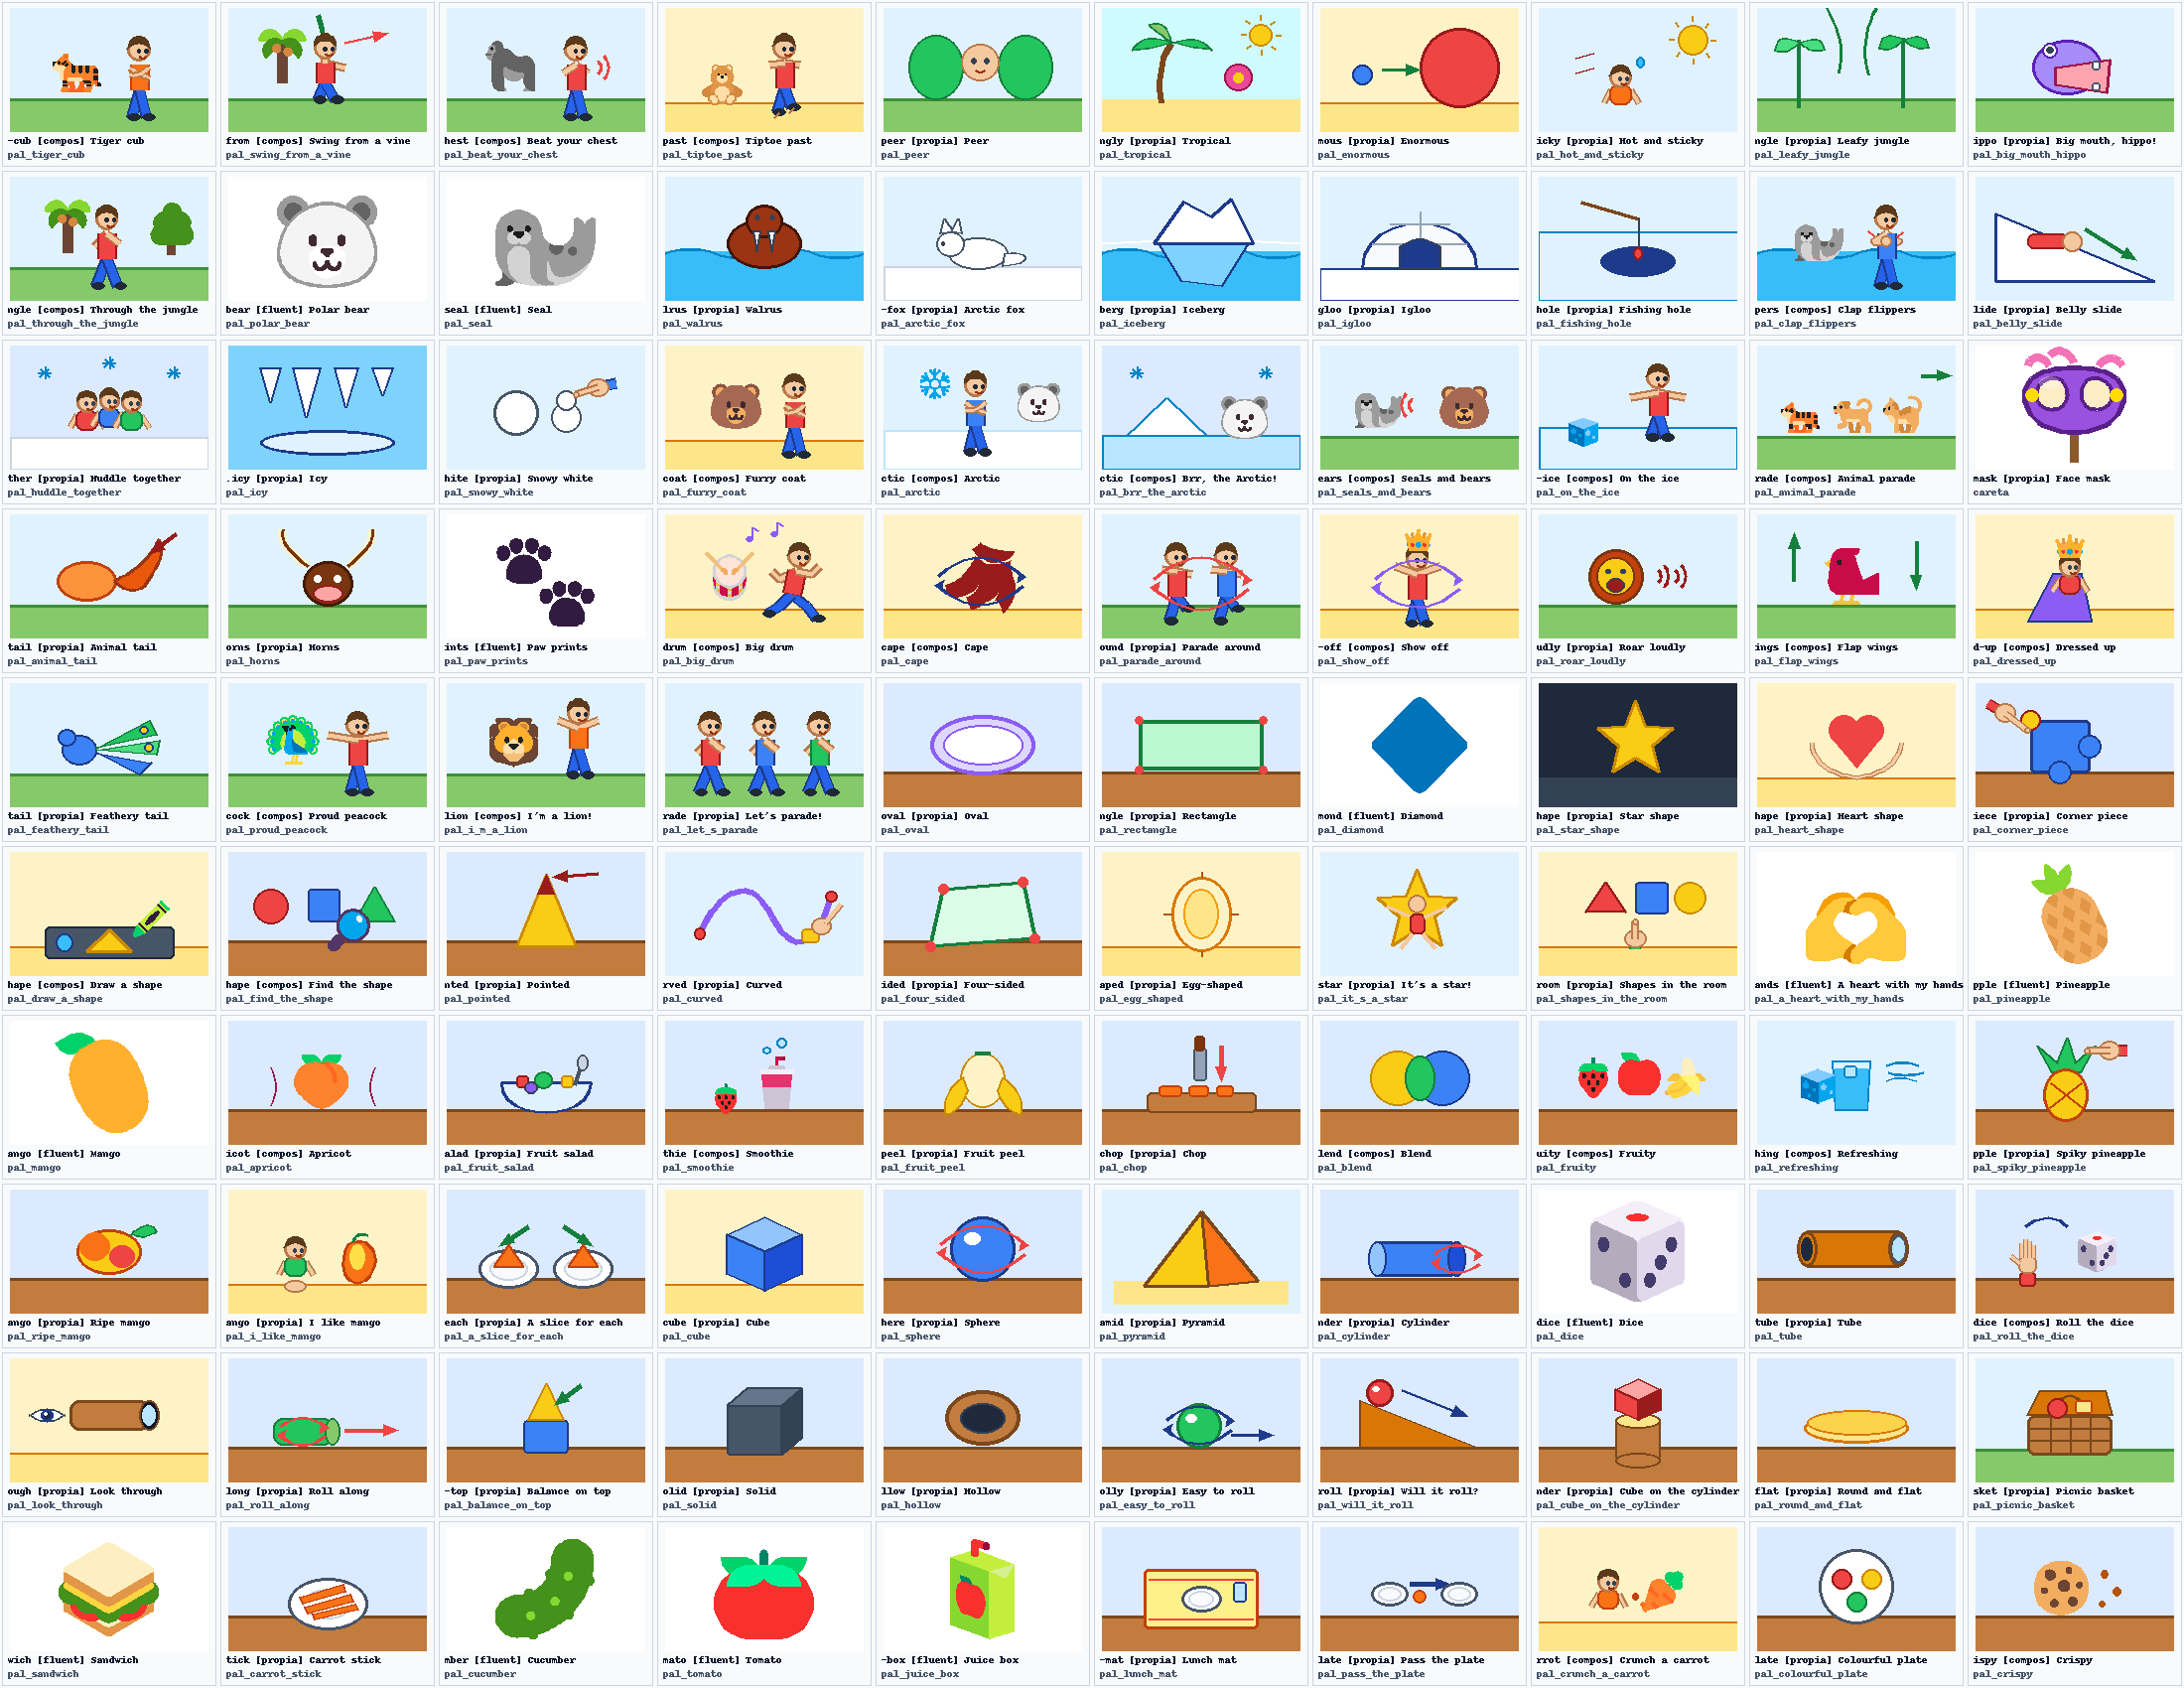 -cub [compos] Tiger cub
pal_tiger_cub
from [compos] Swing from a vine
pal_swing_from_a_vine
hest [compos] Beat your chest
pal_beat_your_chest
past [compos] Tiptoe past
pal_tiptoe_past
peer [propia] Peer
pal_peer
ngly [propia] Tropical
pal_tropical
mous [propia] Enormous
pal_enormous
icky [propia] Hot and sticky
pal_hot_and_sticky
ngle [propia] Leafy jungle
pal_leafy_jungle
ippo [propia] Big mouth, hippo!
pal_big_mouth_hippo
ngle [compos] Through the jungle
pal_through_the_jungle
bear [fluent] Polar bear
pal_polar_bear
seal [fluent] Seal
pal_seal
lrus [propia] Walrus
pal_walrus
-fox [propia] Arctic fox
pal_arctic_fox
berg [propia] Iceberg
pal_iceberg
gloo [propia] Igloo
pal_igloo
hole [propia] Fishing hole
pal_fishing_hole
pers [compos] Clap flippers
pal_clap_flippers
lide [propia] Belly slide
pal_belly_slide
ther [propia] Huddle together
pal_huddle_together
.icy [propia] Icy
pal_icy
hite [propia] Snowy white
pal_snowy_white
coat [compos] Furry coat
pal_furry_coat
ctic [compos] Arctic
pal_arctic
ctic [compos] Brr, the Arctic!
pal_brr_the_arctic
ears [compos] Seals and bears
pal_seals_and_bears
-ice [compos] On the ice
pal_on_the_ice
rade [compos] Animal parade
pal_animal_parade
mask [propia] Face mask
careta
tail [propia] Animal tail
pal_animal_tail
orns [propia] Horns
pal_horns
ints [fluent] Paw prints
pal_paw_prints
drum [compos] Big drum
pal_big_drum
cape [compos] Cape
pal_cape
ound [propia] Parade around
pal_parade_around
-off [compos] Show off
pal_show_off
udly [propia] Roar loudly
pal_roar_loudly
ings [compos] Flap wings
pal_flap_wings
d-up [compos] Dressed up
pal_dressed_up
tail [propia] Feathery tail
pal_feathery_tail
cock [compos] Proud peacock
pal_proud_peacock
lion [compos] I'm a lion!
pal_i_m_a_lion
rade [propia] Let's parade!
pal_let_s_parade
oval [propia] Oval
pal_oval
ngle [propia] Rectangle
pal_rectangle
mond [fluent] Diamond
pal_diamond
hape [propia] Star shape
pal_star_shape
hape [propia] Heart shape
pal_heart_shape
iece [propia] Corner piece
pal_corner_piece
hape [compos] Draw a shape
pal_draw_a_shape
hape [compos] Find the shape
pal_find_the_shape
nted [propia] Pointed
pal_pointed
rved [propia] Curved
pal_curved
ided [propia] Four-sided
pal_four_sided
aped [propia] Egg-shaped
pal_egg_shaped
star [propia] It's a star!
pal_it_s_a_star
room [propia] Shapes in the room
pal_shapes_in_the_room
ands [fluent] A heart with my hands
pal_a_heart_with_my_hands
pple [fluent] Pineapple
pal_pineapple
ango [fluent] Mango
pal_mango
icot [compos] Apricot
pal_apricot
alad [propia] Fruit salad
pal_fruit_salad
thie [compos] Smoothie
pal_smoothie
peel [propia] Fruit peel
pal_fruit_peel
chop [propia] Chop
pal_chop
lend [compos] Blend
pal_blend
uity [compos] Fruity
pal_fruity
hing [compos] Refreshing
pal_refreshing
pple [propia] Spiky pineapple
pal_spiky_pineapple
ango [propia] Ripe mango
pal_ripe_mango
ango [propia] I like mango
pal_i_like_mango
each [propia] A slice for each
pal_a_slice_for_each
cube [propia] Cube
pal_cube
here [propia] Sphere
pal_sphere
amid [propia] Pyramid
pal_pyramid
nder [propia] Cylinder
pal_cylinder
dice [fluent] Dice
pal_dice
tube [propia] Tube
pal_tube
dice [compos] Roll the dice
pal_roll_the_dice
ough [propia] Look through
pal_look_through
long [propia] Roll along
pal_roll_along
-top [propia] Balance on top
pal_balance_on_top
olid [propia] Solid
pal_solid
llow [propia] Hollow
pal_hollow
olly [propia] Easy to roll
pal_easy_to_roll
roll [propia] Will it roll?
pal_will_it_roll
nder [propia] Cube on the cylinder
pal_cube_on_the_cylinder
flat [propia] Round and flat
pal_round_and_flat
sket [propia] Picnic basket
pal_picnic_basket
wich [fluent] Sandwich
pal_sandwich
tick [propia] Carrot stick
pal_carrot_stick
mber [fluent] Cucumber
pal_cucumber
mato [fluent] Tomato
pal_tomato
-box [fluent] Juice box
pal_juice_box
-mat [propia] Lunch mat
pal_lunch_mat
late [propia] Pass the plate
pal_pass_the_plate
rrot [compos] Crunch a carrot
pal_crunch_a_carrot
late [propia] Colourful plate
pal_colourful_plate
ispy [compos] Crispy
pal_crispy